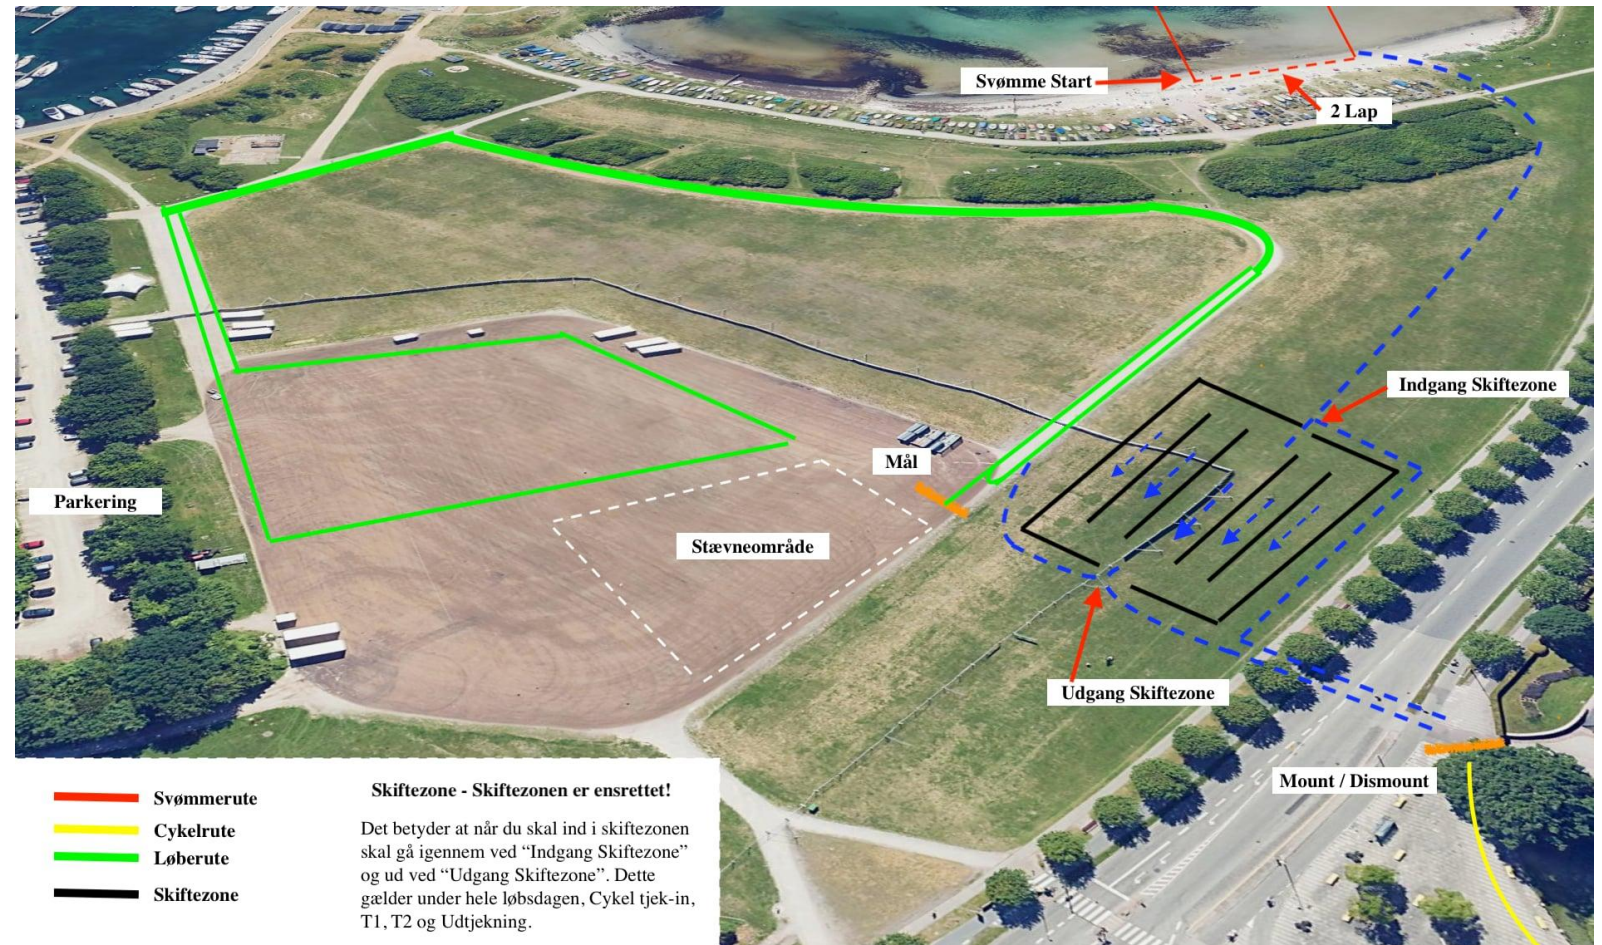 Svømme Start
2 Lap
Indgang Skiftezone
Mål
Parkering
Stævneområde
Udgang Skiftezone
Mount / Dismount
Svømmerute
Cykelrute
Løberute
Skiftezone
Skiftezone - Skiftezonen er ensrettet!
Det betyder at når du skal ind i skiftezonen
skal gå igennem ved “Indgang Skiftezone”
og ud ved “Udgang Skiftezone”. Dette
gælder under hele løbsdagen, Cykel tjek-in,
T1, T2 og Udtjekning.